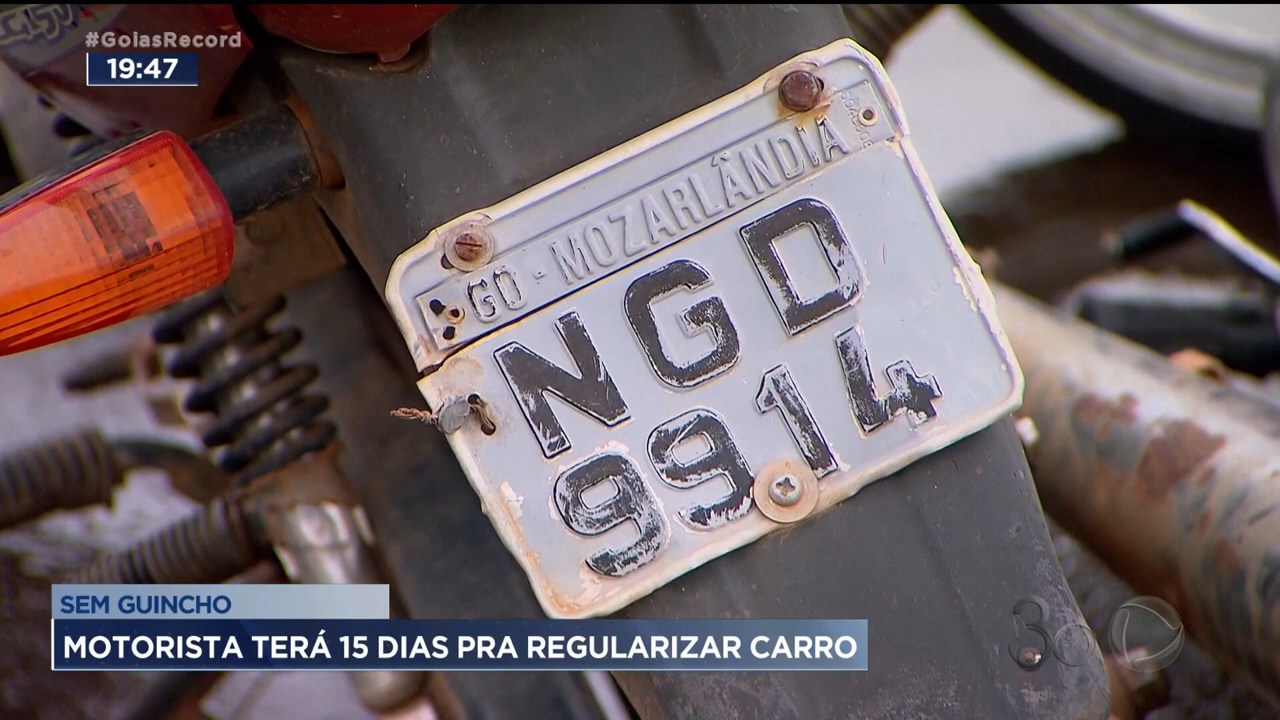 #GoiasRecord
19:47
GO - MOZARLÂNDIA
NGD
9914
SEM GUINCHO
MOTORISTA TERÁ 15 DIAS PRA REGULARIZAR CARRO